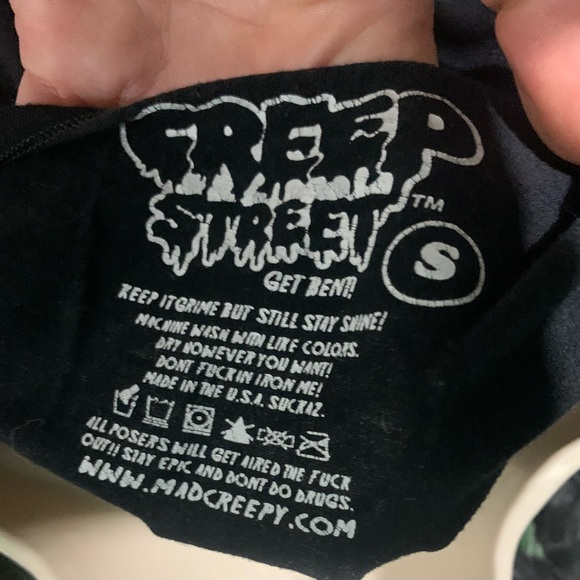 CREEP
STREET™
S
GET BENT!
KEEP IT GRIME BUT STILL STAY SHINE!
MACHINE WASH WITH LIKE COLORS.
DRY HOWEVER YOU WANT!
DONT FUCKIN IRON ME!
MADE IN THE U.S.A. SUCKAZ.
ALL POSERS WILL GET AIRED THE FUCK
OUT!! STAY EPIC AND DONT DO DRUGS.
WWW.MADCREEPY.COM